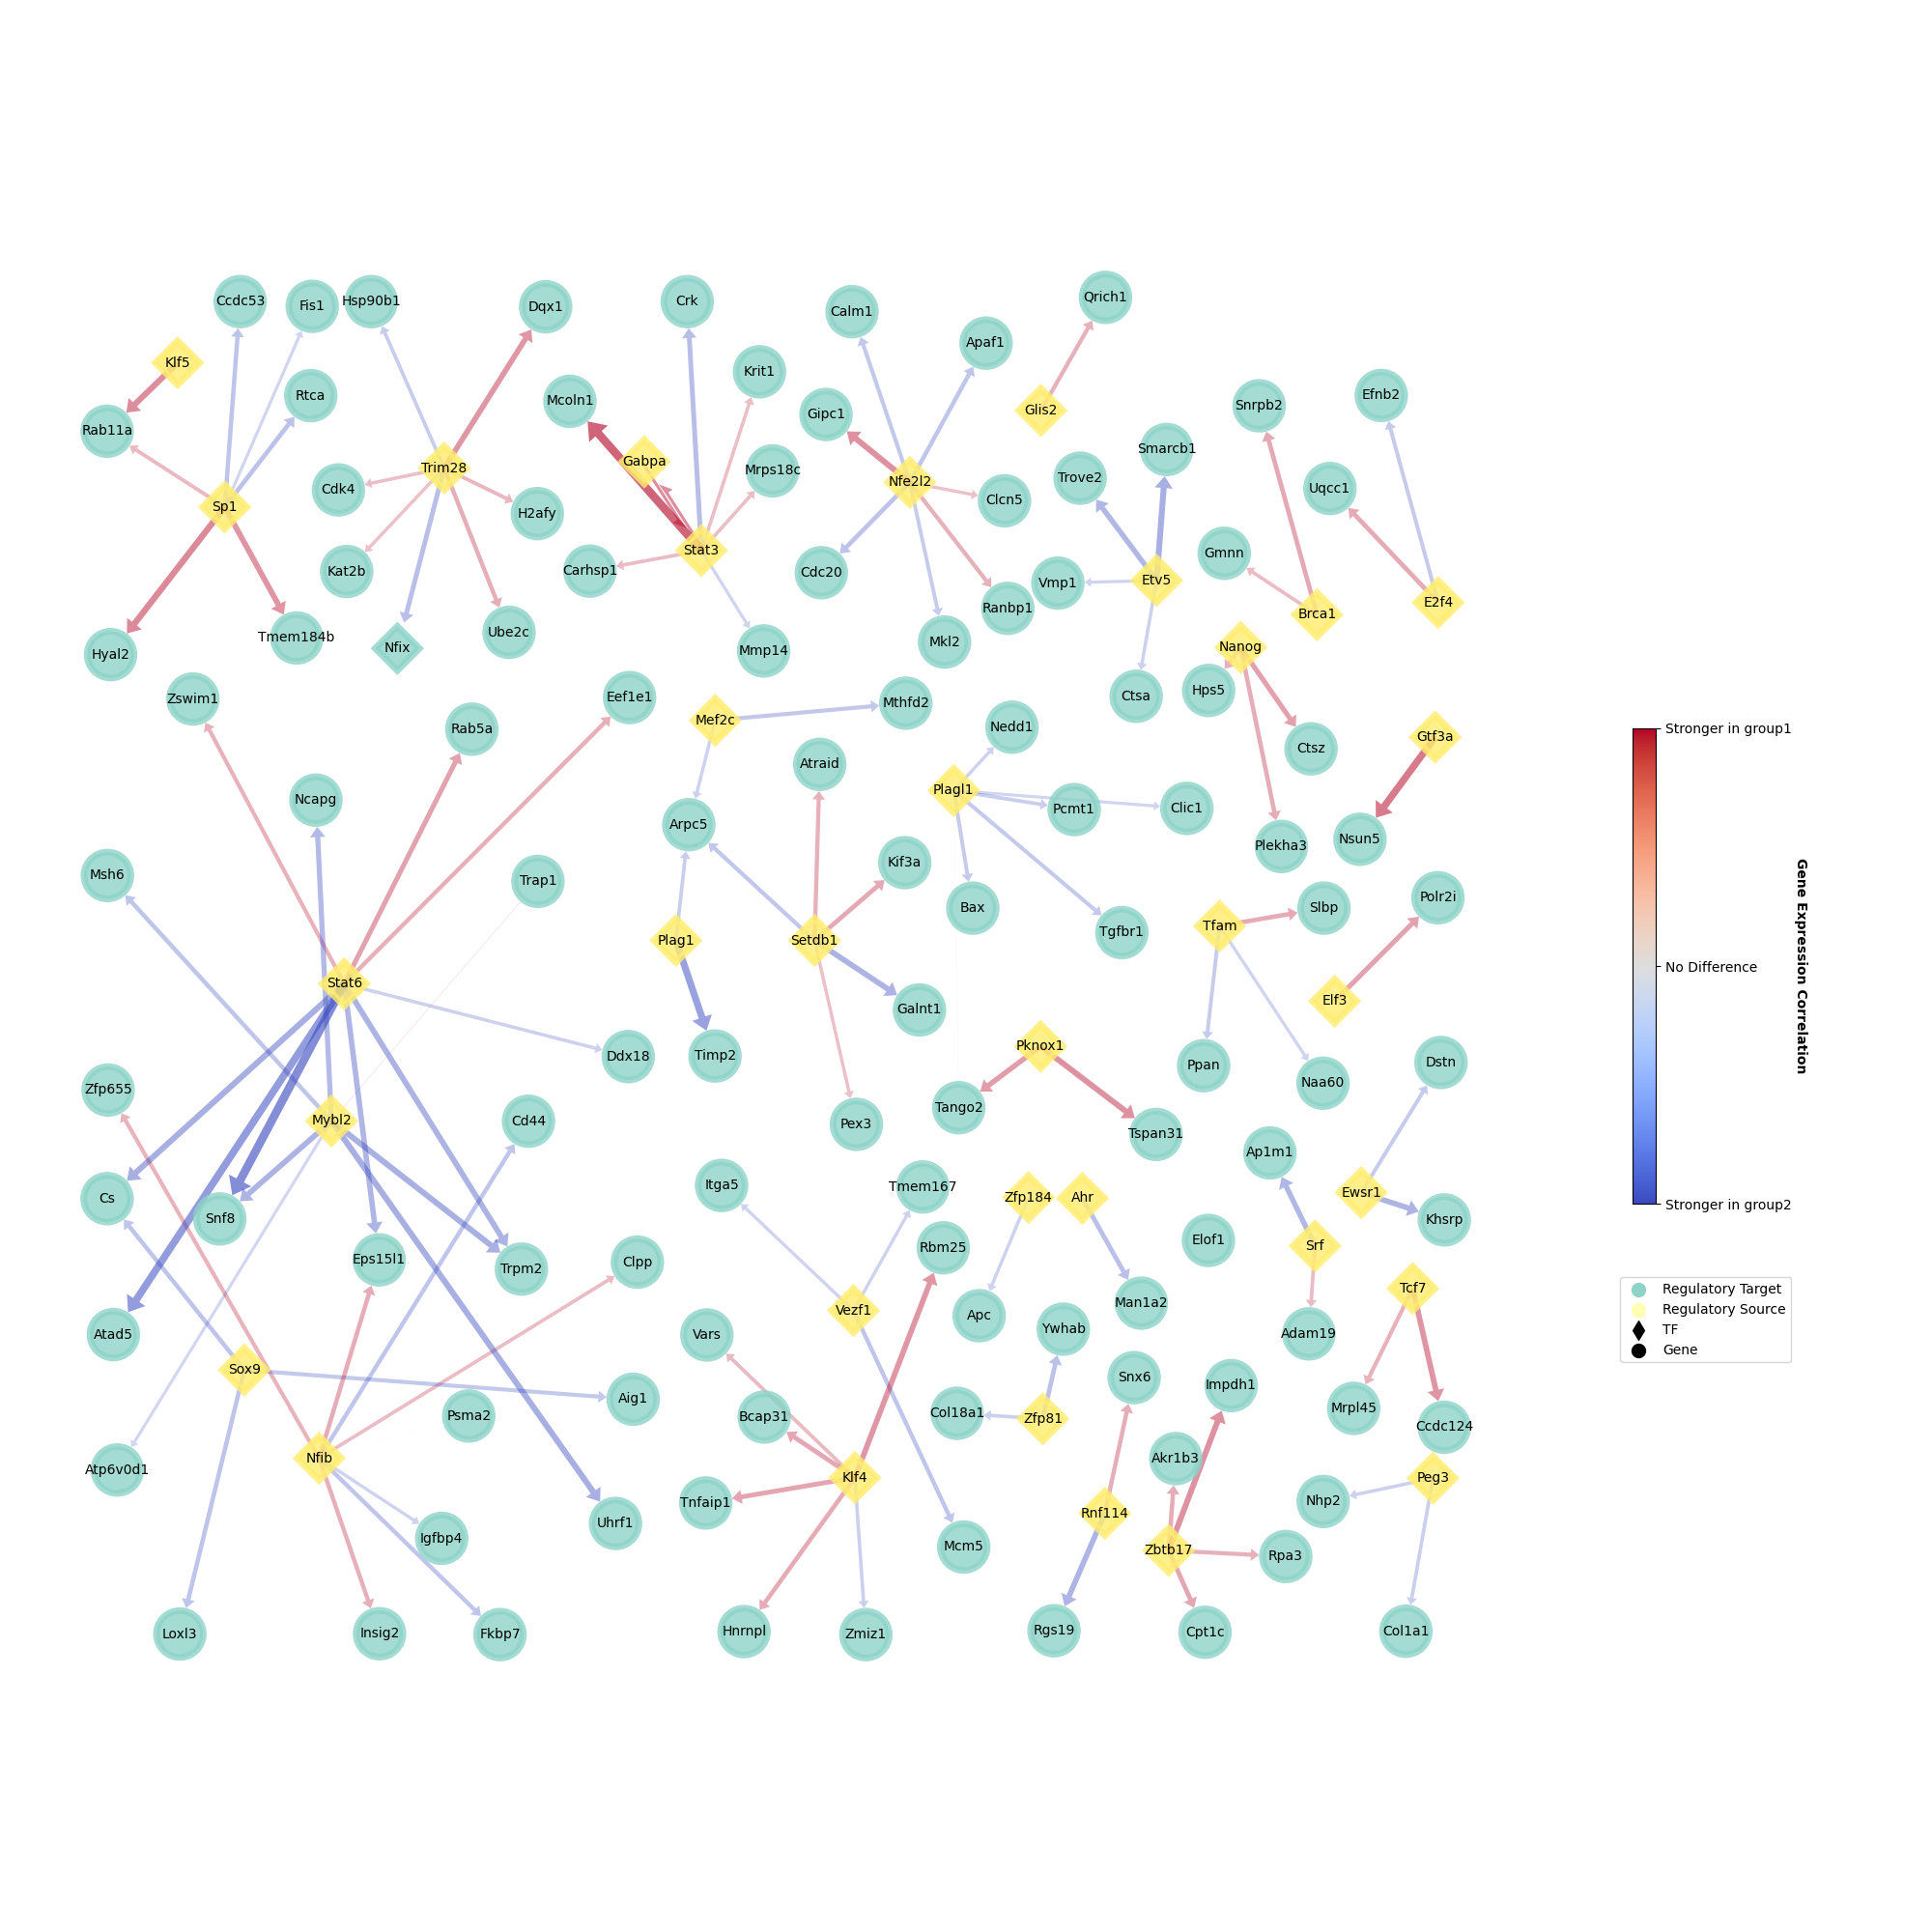 Qrich1
Ccdc53
Fis1
Hsp90b1
Dqx1
Crk
Calm1
Apaf1
Klf5
Krit1
Rtca
Mcoln1
Gipc1
Glis2
Snrpb2
Efnb2
Rab11a
Smarcb1
Trim28
Gabpa
Mrps18c
Nfe2l2
Trove2
Uqcc1
Cdk4
Clcn5
Sp1
H2afy
Stat3
Gmnn
Kat2b
Carhsp1
Cdc20
Vmp1
Etv5
E2f4
Ranbp1
Brca1
Hyal2
Tmem184b
Nfix
Ube2c
Mmp14
Mkl2
Nanog
Zswim1
Eef1e1
Hps5
Ctsa
Mthfd2
Mef2c
Rab5a
Nedd1
Ctsz
Gtf3a
Stronger in group1
Atraid
Ncapg
Plagl1
Pcmt1
Clic1
Arpc5
Nsun5
Plekha3
Msh6
Trap1
Kif3a
Bax
Slbp
Polr2i
Plag1
Setdb1
Tgfbr1
Tfam
No Difference
Gene Expression Correlation
Stat6
Galnt1
Elf3
Ddx18
Timp2
Pknox1
Ppan
Dstn
Zfp655
Naa60
Mybl2
Cd44
Pex3
Tango2
Tspan31
Ap1m1
Cs
Snf8
Itga5
Tmem167
Zfp184
Ahr
Ewsr1
Stronger in group2
Khsrp
Eps15l1
Trpm2
Clpp
Rbm25
Elof1
Srf
Regulatory Target
Regulatory Source
TF
Gene
Tcf7
Vezf1
Apc
Man1a2
Atad5
Vars
Ywhab
Adam19
Sox9
Aig1
Snx6
Impdh1
Psma2
Bcap31
Col18a1
Zfp81
Mrpl45
Ccdc124
Atp6v0d1
Nfib
Akr1b3
Klf4
Peg3
Tnfaip1
Nhp2
Rnf114
Uhrf1
Igfbp4
Mcm5
Zbtb17
Rpa3
Loxl3
Insig2
Fkbp7
Hnrnpl
Zmiz1
Rgs19
Cpt1c
Col1a1